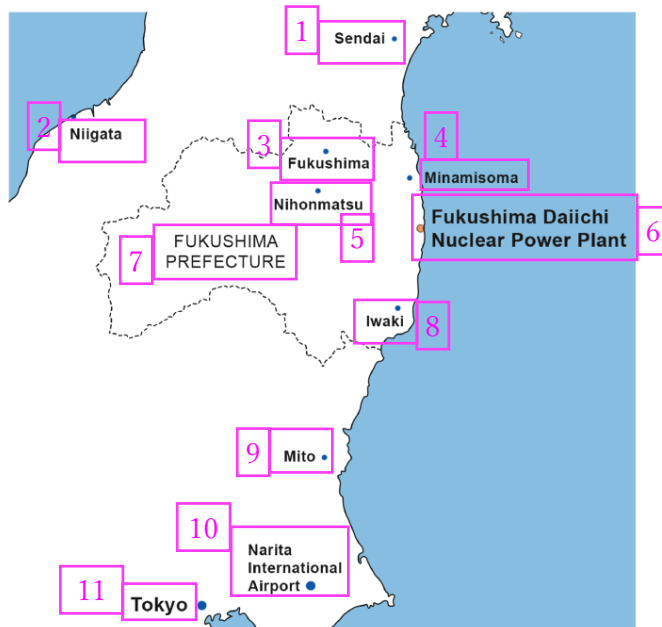 1
Sendai
2
Niigata
3
Fukushima
4
Minamisoma
Nihonmatsu
5
Fukushima Daiichi
Nuclear Power Plant
6
7
FUKUSHIMA
PREFECTURE
Iwaki
8
9
Mito
10
Narita
International
Airport
11
Tokyo